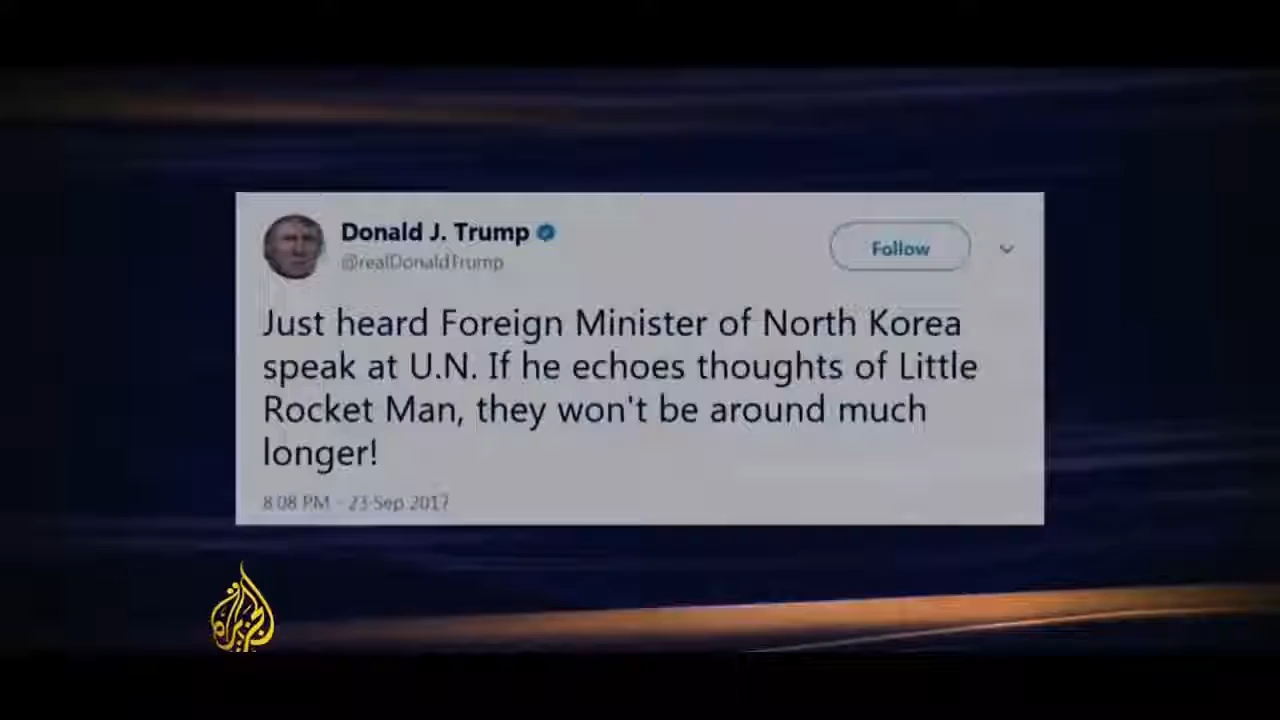 Donald J. Trump
@realDonaldTrump
Follow
Just heard Foreign Minister of North Korea
speak at U.N. If he echoes thoughts of Little
Rocket Man, they won't be around much
longer!
8:08 PM - 23 Sep 2017
الجزيرة